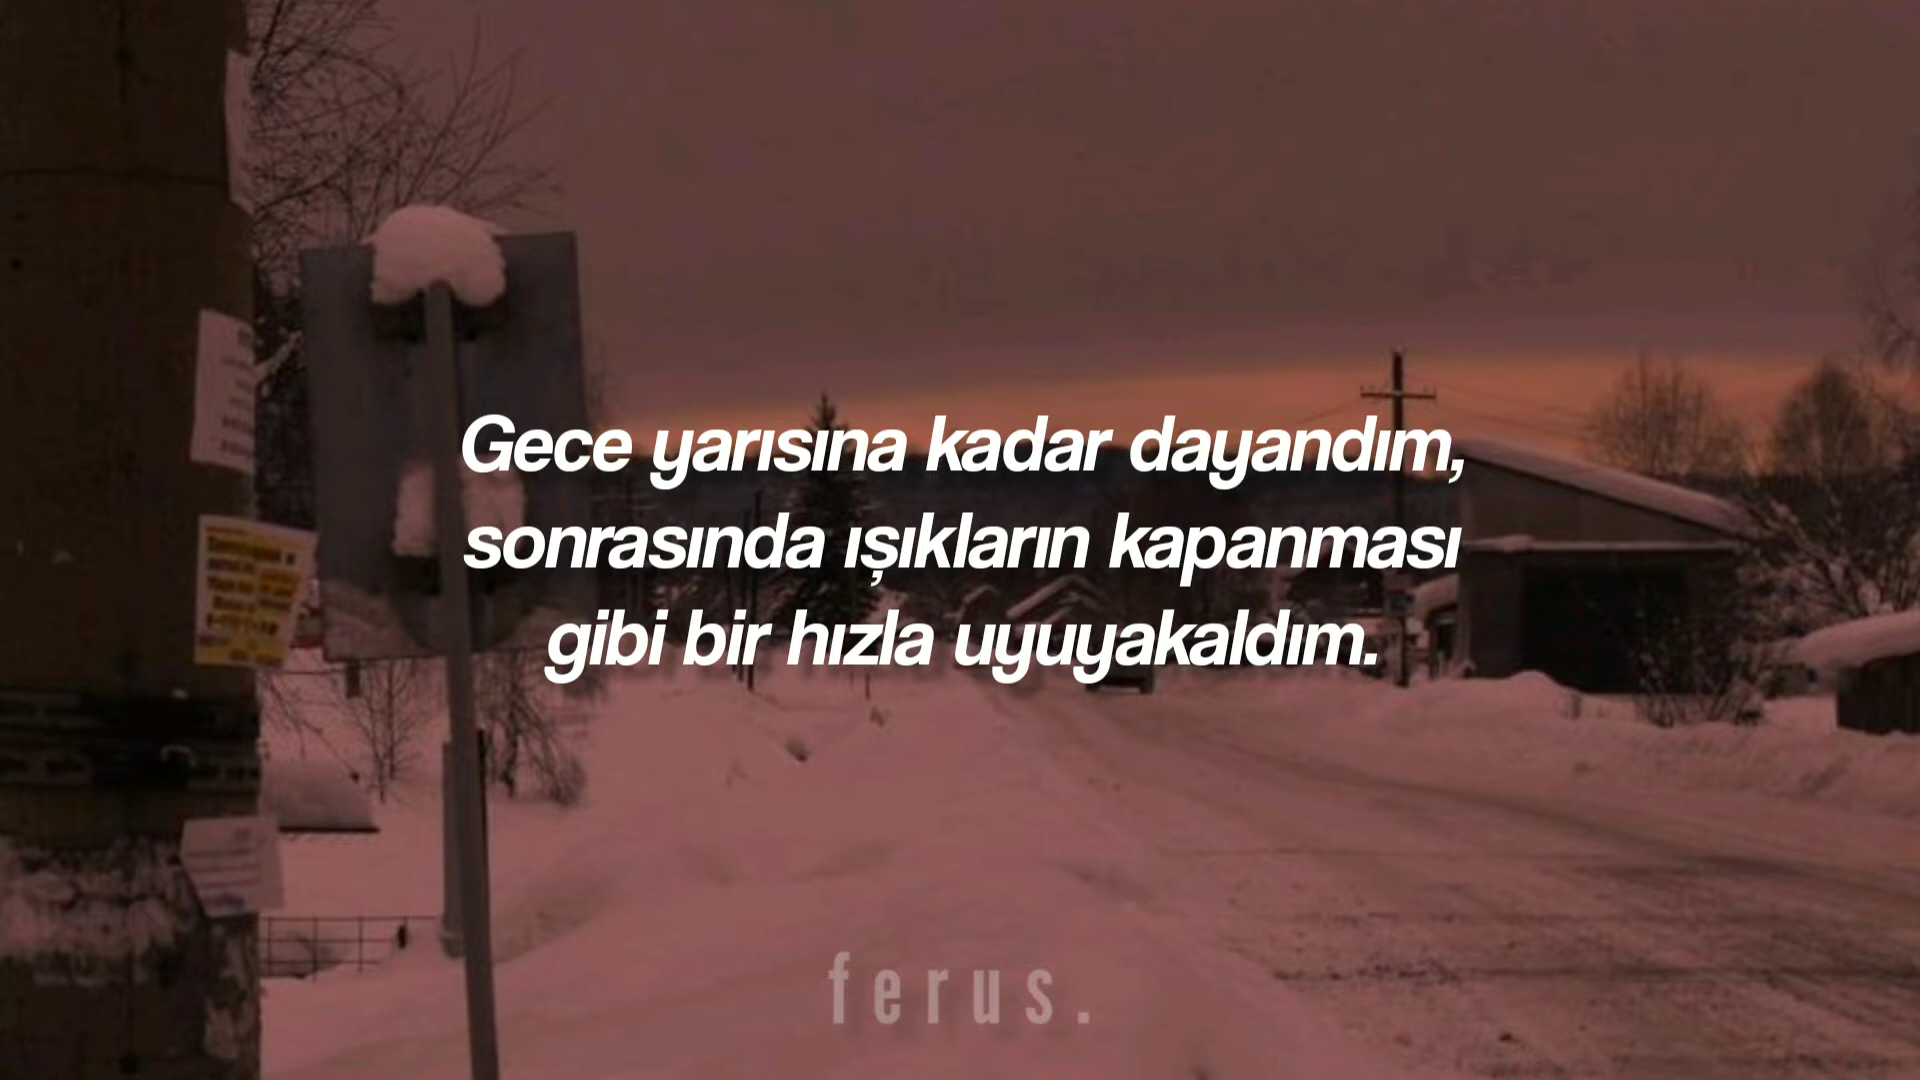 Gece yarısına kadar dayandım,
sonrasında ışıkların kapanması
gibi bir hızla uyuyakaldım.
ferus.